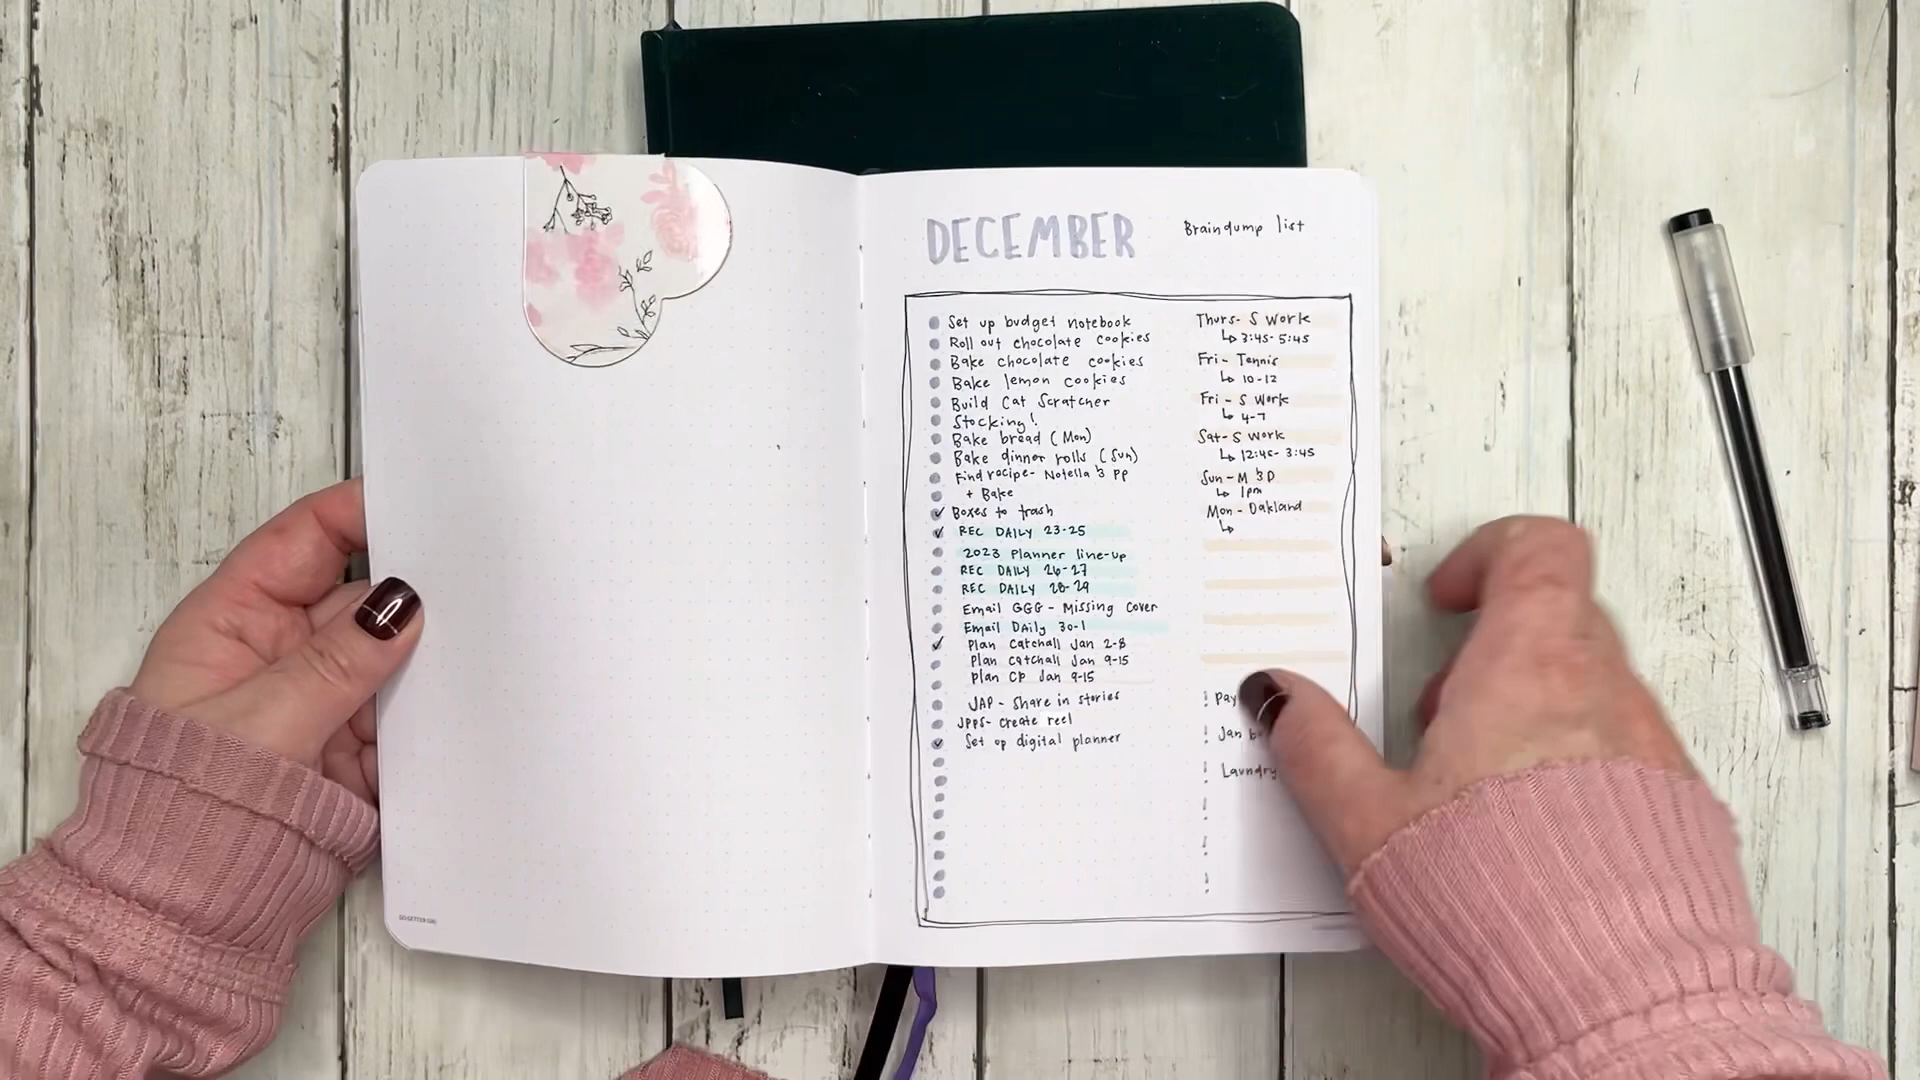 DECEMBER
Braindump list
Set up budget notebook
Roll out chocolate cookies
Bake chocolate cookies
Bake lemon cookies
Build Cat Scratcher
Stocking!
Bake bread (Mon)
Bake dinner rolls (Sun)
Find recipe- Notella & PP
+ Bake
Boxes to trash
REC DAILY 23-25
2023 Planner line-up
REC DAILY 26-27
REC DAILY 28-29
Email GGG - Missing Cover
Email Daily 30-1
Plan Catchall Jan 2-8
Plan catchall Jan 9-15
plan CP Jan 9-15
JAP - Share in stories
JPPS- Create reel
Set up digital planner
Thurs- S Work
↳ 3:45-5:45
Fri- Tennis
↳ 10-12
Fri - S Work
↳ 4-7
Sat- S work
↳ 12:45- 3:45
Sun - M & D
↳ 1pm
Mon - Oakland
↳
! Pay
! Jan
! Laundry
GO GETTER GIRL